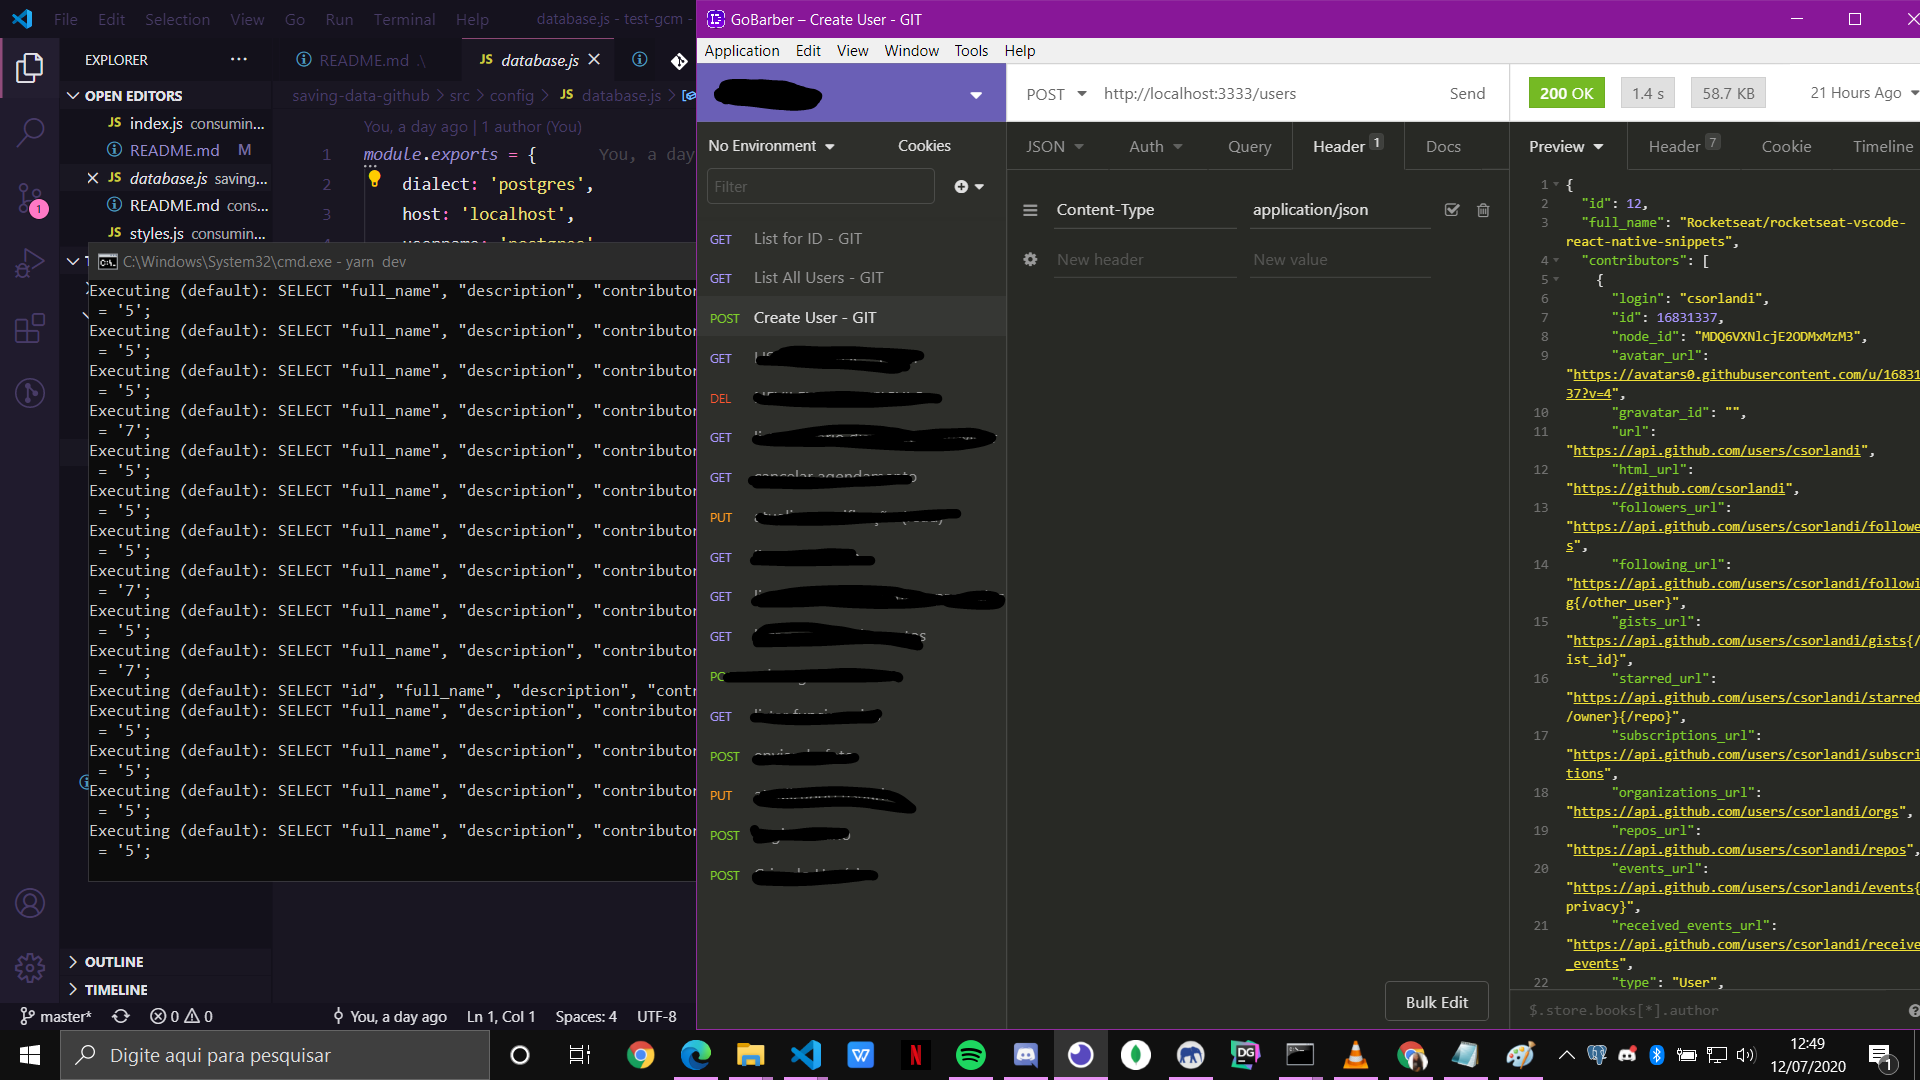 File Edit Selection View Go Run Terminal Help database.js - test-gcm -
EXPLORER
OPEN EDITORS
JS index.js consumin...
README.md M
JS database.js saving...
README.md cons...
JS styles.js consumin...
README.md .\
JS database.js
saving-data-github > src > config > JS database.js >
You, a day ago | 1 author (You)
1 module.exports = { You, a day
2 dialect: 'postgres',
3 host: 'localhost',
C:\Windows\System32\cmd.exe - yarn dev
Executing (default): SELECT "full_name", "description", "contributor
= '5';
Executing (default): SELECT "full_name", "description", "contributor
= '5';
Executing (default): SELECT "full_name", "description", "contributor
= '5';
Executing (default): SELECT "full_name", "description", "contributor
= '7';
Executing (default): SELECT "full_name", "description", "contributor
= '5';
Executing (default): SELECT "full_name", "description", "contributor
= '5';
Executing (default): SELECT "full_name", "description", "contributor
= '5';
Executing (default): SELECT "full_name", "description", "contributor
= '7';
Executing (default): SELECT "full_name", "description", "contributor
= '5';
Executing (default): SELECT "full_name", "description", "contributor
= '7';
Executing (default): SELECT "id", "full_name", "description", "contr
Executing (default): SELECT "full_name", "description", "contributor
= '5';
Executing (default): SELECT "full_name", "description", "contributor
= '5';
Executing (default): SELECT "full_name", "description", "contributor
= '5';
Executing (default): SELECT "full_name", "description", "contributor
= '5';
OUTLINE
TIMELINE
master* 0 0 You, a day ago Ln 1, Col 1 Spaces: 4 UTF-8
GoBarber – Create User - GIT
Application Edit View Window Tools Help
No Environment Cookies
Filter
GET List for ID - GIT
GET List All Users - GIT
POST Create User - GIT
GET
DEL
GET
GET cancelar agendamento
PUT
GET
GET
GET
GET
POST
PUT
POST
POST
POST http://localhost:3333/users Send
JSON Auth Query Header 1 Docs
Content-Type application/json
New header New value
Bulk Edit
200 OK 1.4 s 58.7 KB 21 Hours Ago
Preview Header 7 Cookie Timeline
1 {
2 "id": 12,
3 "full_name": "Rocketseat/rocketseat-vscode-
react-native-snippets",
4 "contributors": [
5 {
6 "login": "csorlandi",
7 "id": 16831337,
8 "node_id": "MDQ6VXNlcjE2ODMxMzM3",
9 "avatar_url":
"https://avatars0.githubusercontent.com/u/16831
37?v=4",
10 "gravatar_id": "",
11 "url":
"https://api.github.com/users/csorlandi",
12 "html_url":
"https://github.com/csorlandi",
13 "followers_url":
"https://api.github.com/users/csorlandi/followe
s",
14 "following_url":
"https://api.github.com/users/csorlandi/followi
g{/other_user}",
15 "gists_url":
"https://api.github.com/users/csorlandi/gists{/
ist_id}",
16 "starred_url":
"https://api.github.com/users/csorlandi/starred
/owner}{/repo}",
17 "subscriptions_url":
"https://api.github.com/users/csorlandi/subscri
tions",
18 "organizations_url":
"https://api.github.com/users/csorlandi/orgs",
19 "repos_url":
"https://api.github.com/users/csorlandi/repos",
20 "events_url":
"https://api.github.com/users/csorlandi/events{
privacy}",
21 "received_events_url":
"https://api.github.com/users/csorlandi/receive
_events",
22 "type": "User",
$.store.books[*].author
Digite aqui para pesquisar
12:49
12/07/2020
1